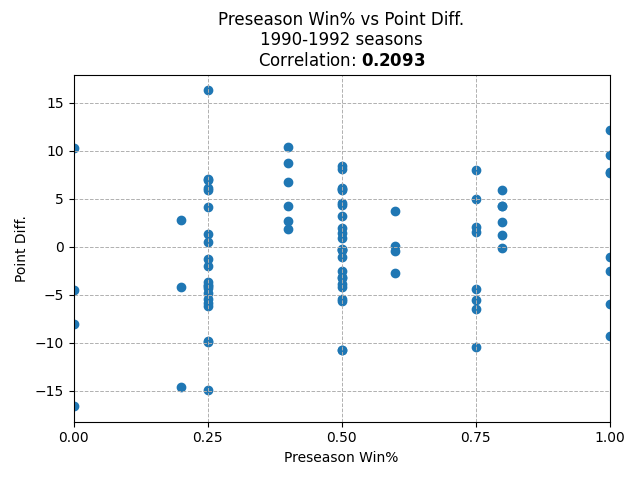 Preseason Win% vs Point Diff.
1990-1992 seasons
Correlation: 0.2093
Point Diff.
15
10
5
0
−5
−10
−15
0.00 0.25 0.50 0.75 1.00
Preseason Win%